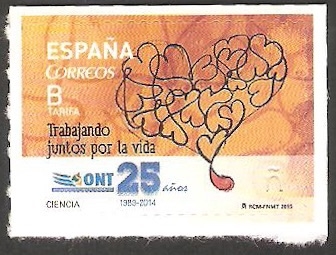 ESPAÑA
CORREOS
B
TARIFA
Trabajando
juntos por la vida
ONT 25 años
CIENCIA 1989-2014
Ñ
RCM-FNMT 2015